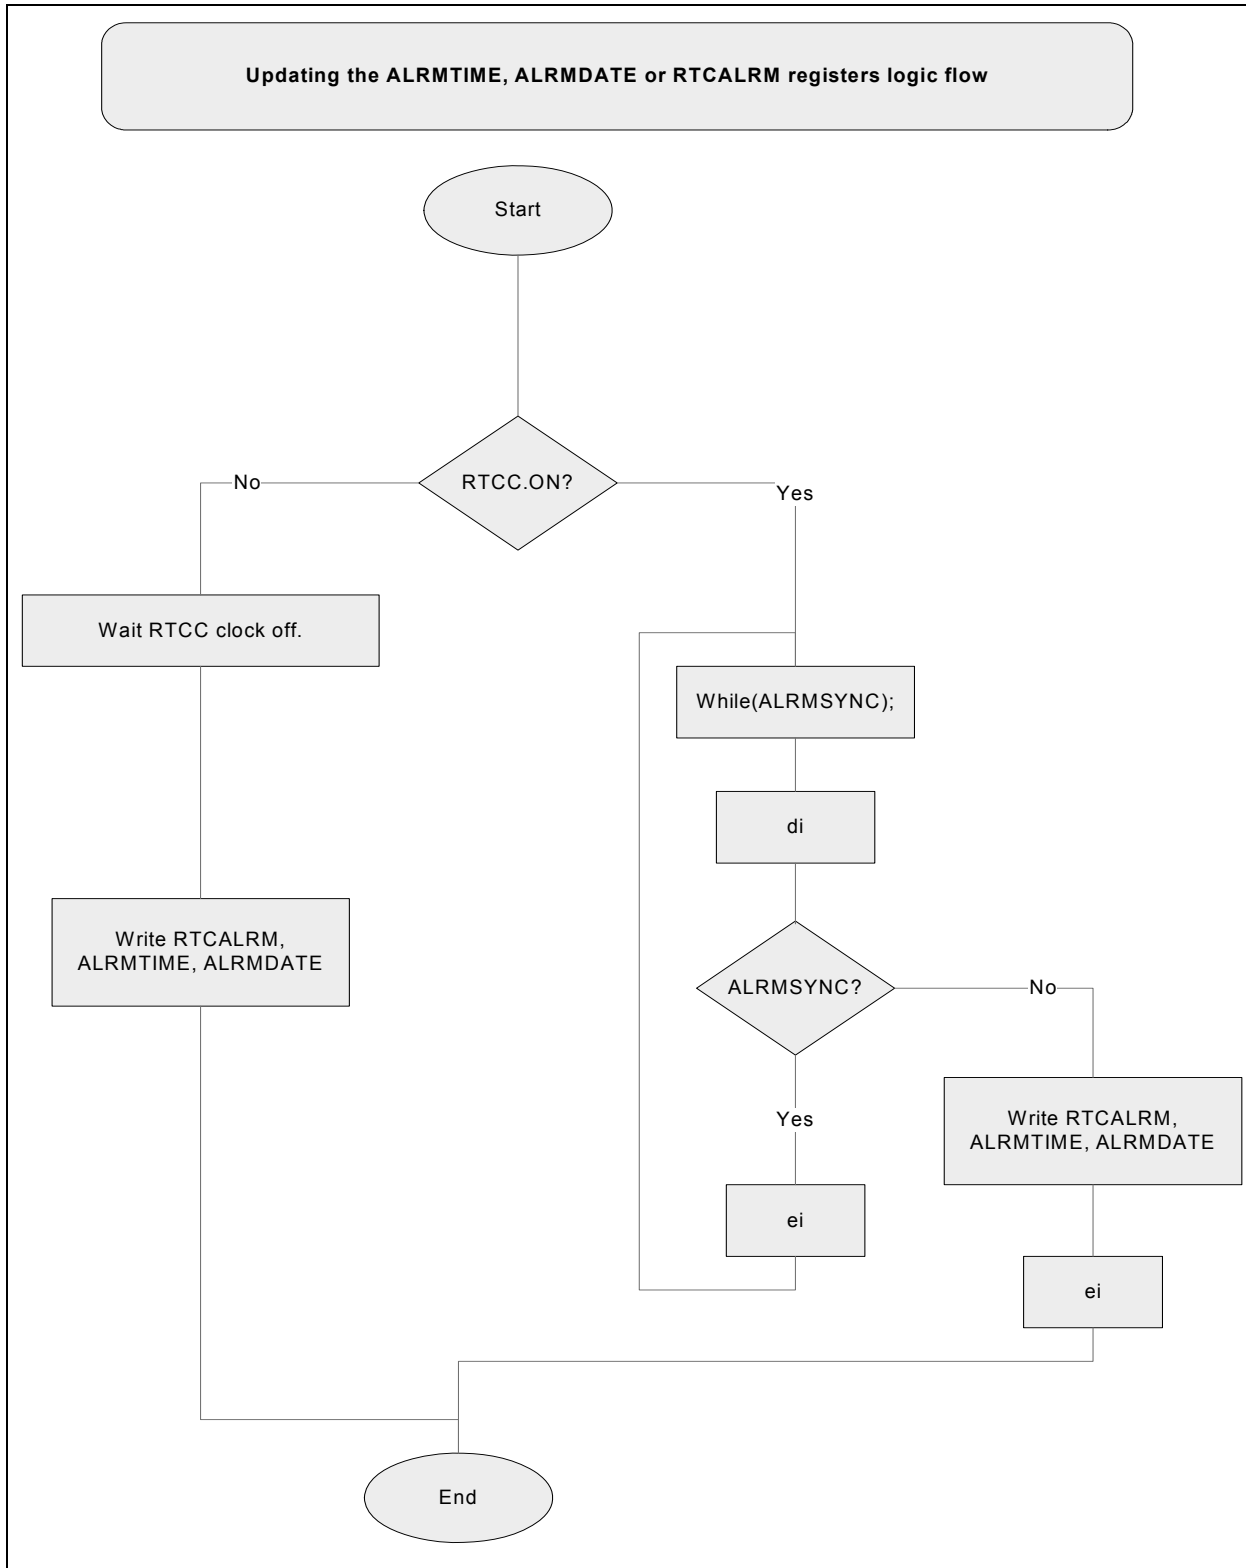 Updating the ALRMTIME, ALRMDATE or RTCALRM registers logic flow
Start
RTCC.ON?
No
Yes
Wait RTCC clock off.
While(ALRMSYNC);
di
Write RTCALRM,
ALRMTIME, ALRMDATE
ALRMSYNC?
No
Yes
Write RTCALRM,
ALRMTIME, ALRMDATE
ei
ei
End